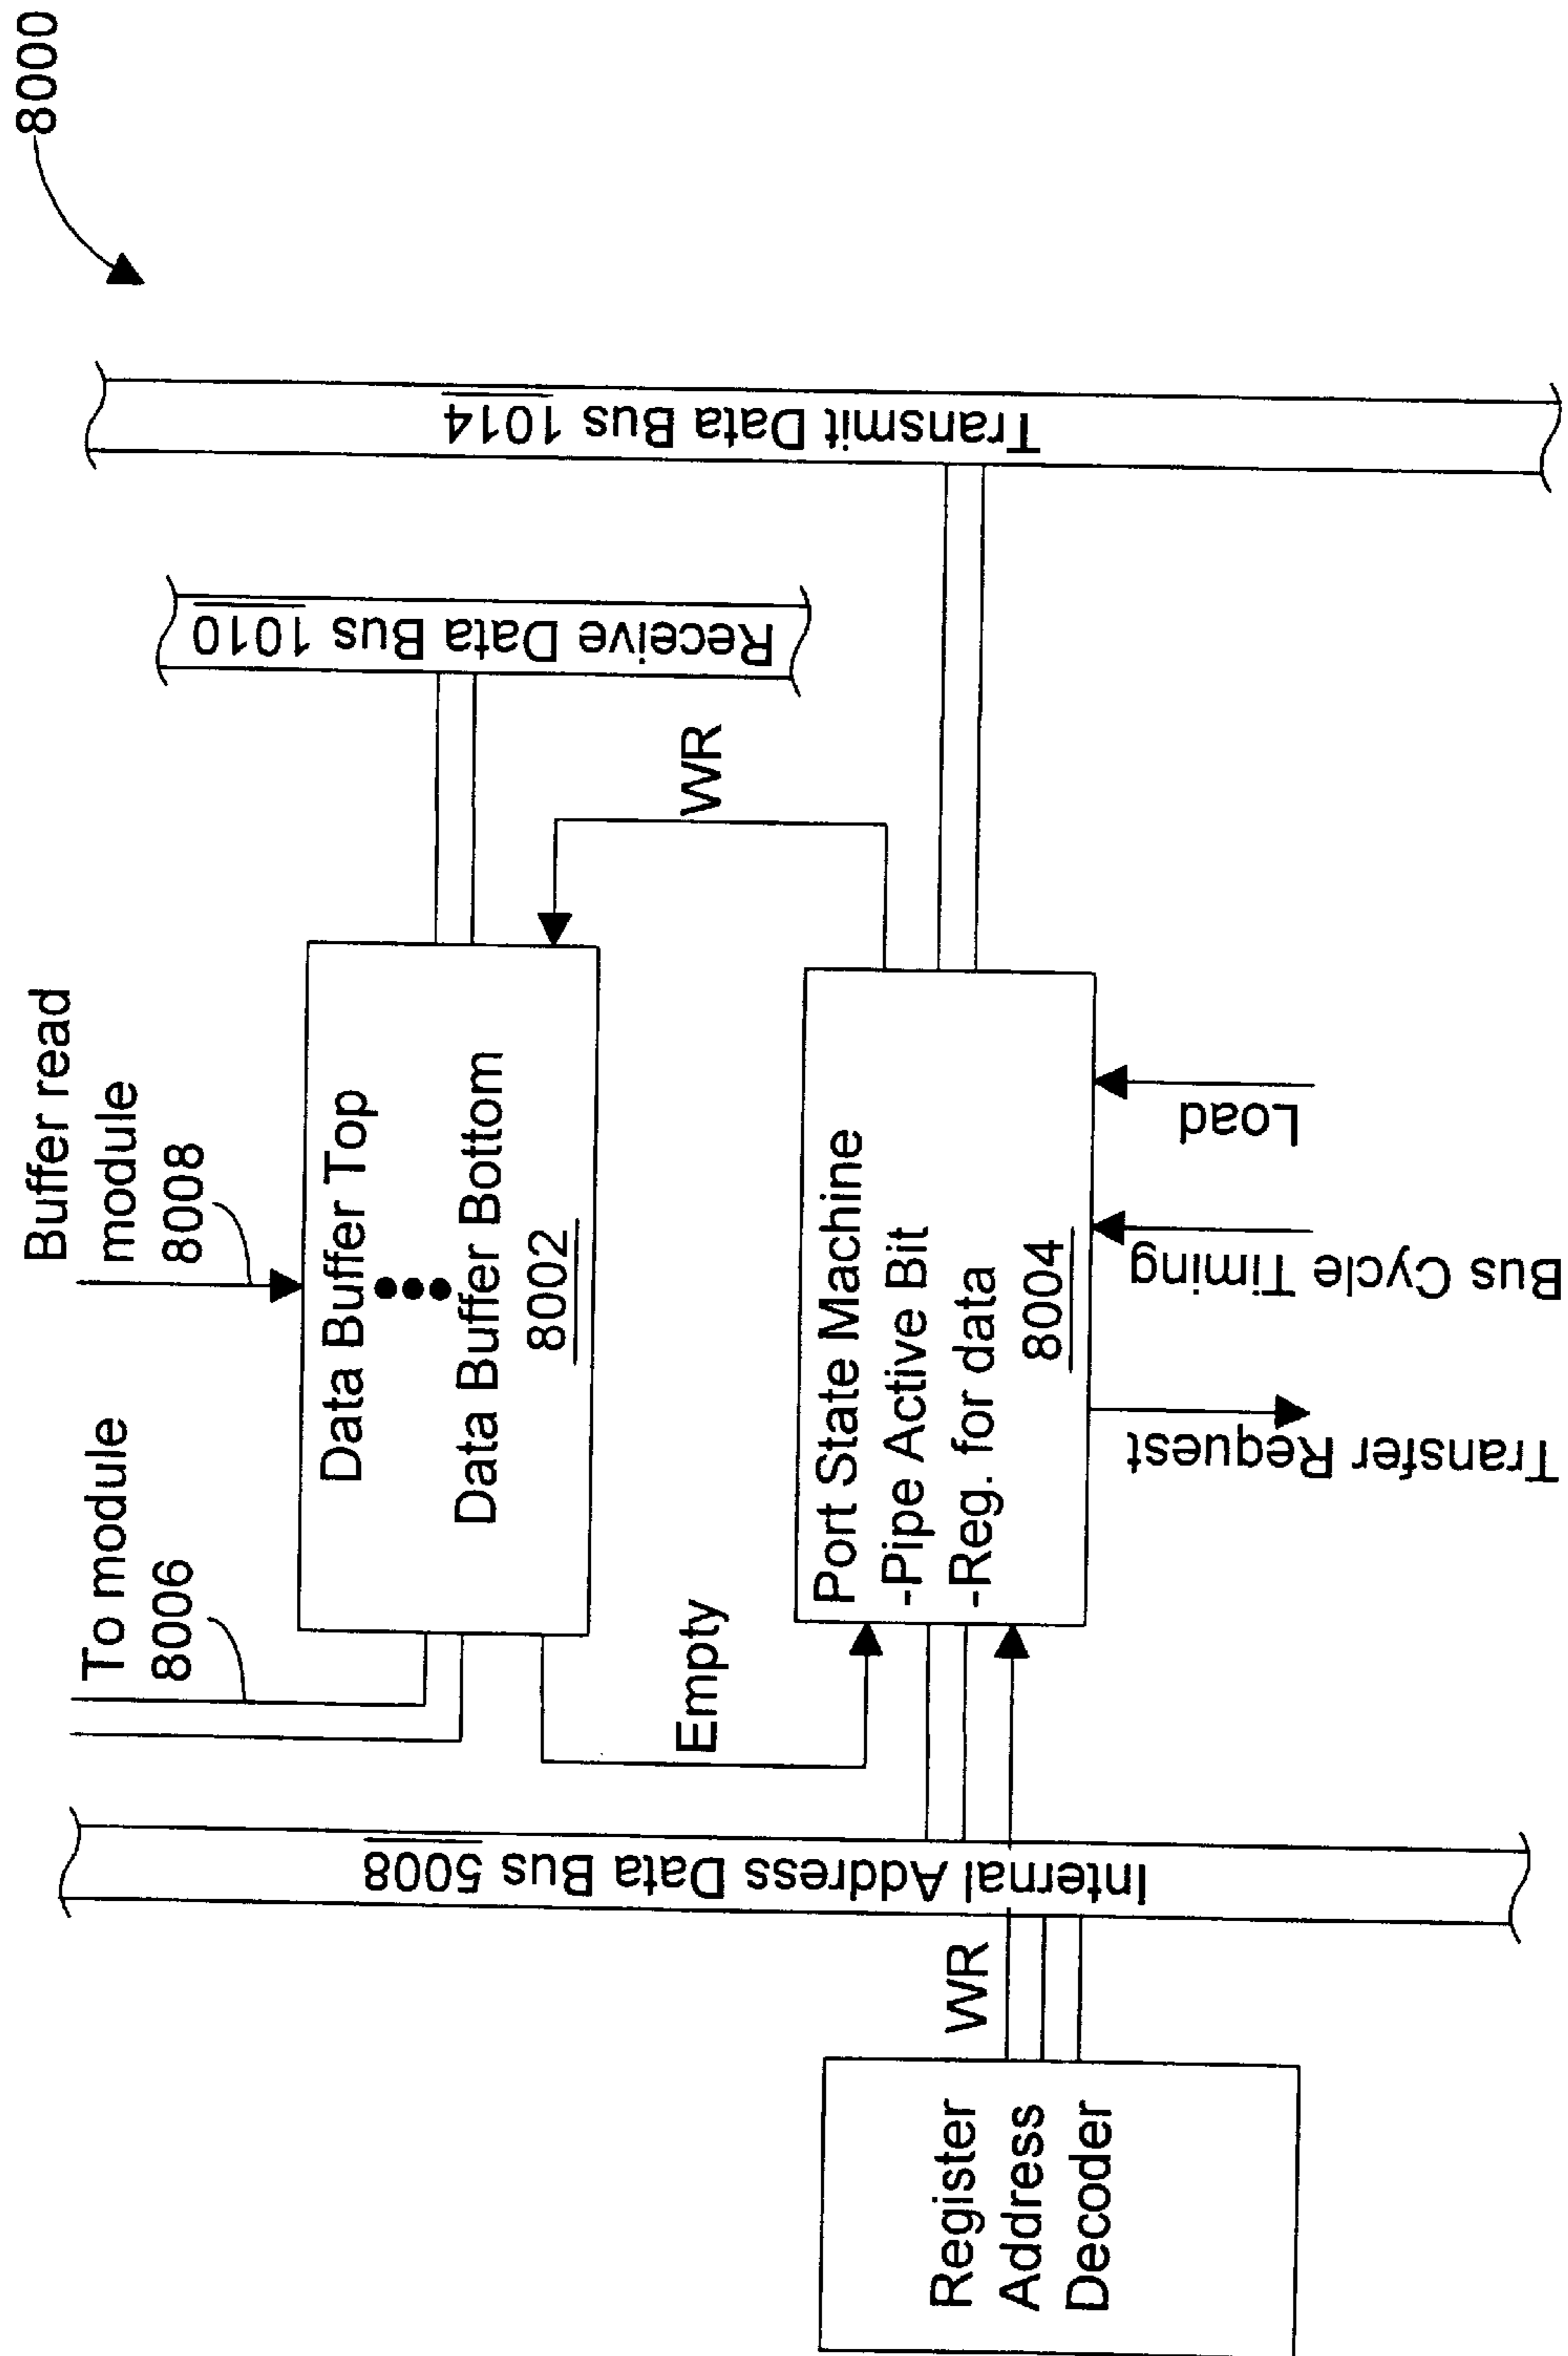 8000
Buffer read
module
8008
To module
8006
Data Buffer Top
Data Buffer Bottom
8002
Empty
WR
Port State Machine
-Pipe Active Bit
-Reg. for data
8004
Register
Address
Decoder
WR
Internal Address Data Bus 5008
Receive Data Bus 1010
Transmit Data Bus 1014
Transfer Request
Bus Cycle Timing
Load